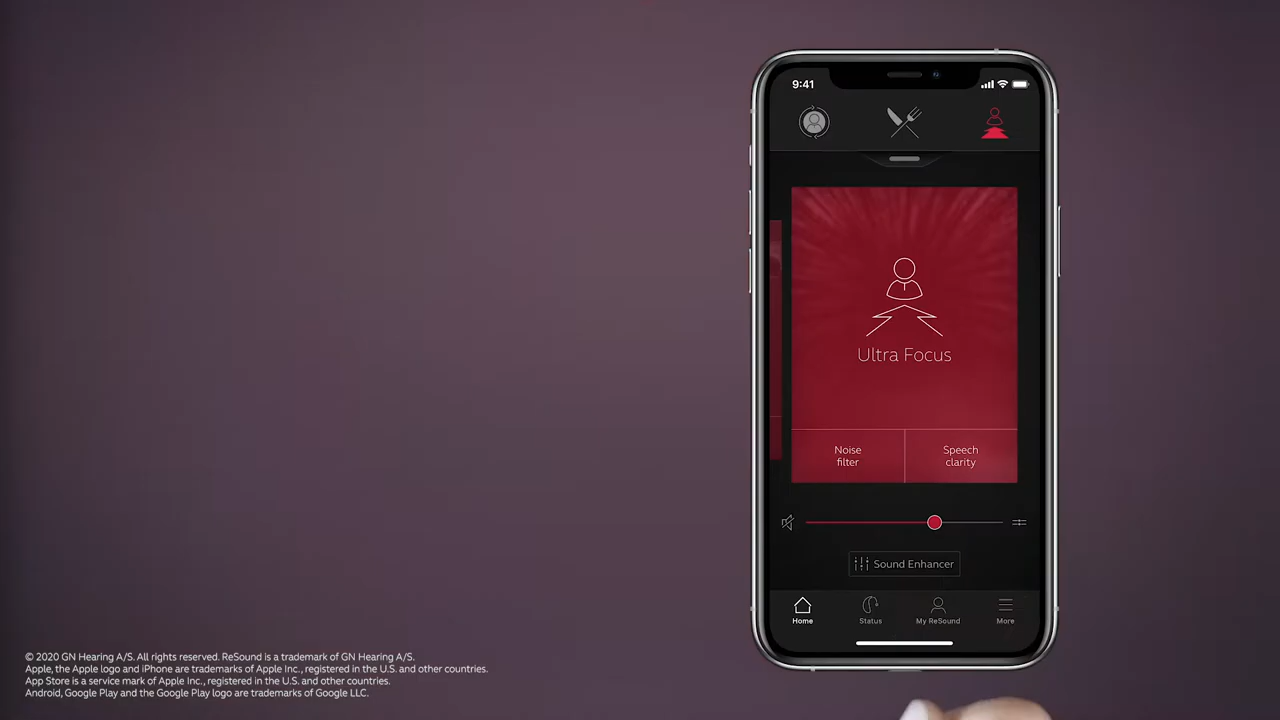 9:41
Ultra Focus
Noise
filter
Speech
clarity
Sound Enhancer
Home
Status
My ReSound
More
© 2020 GN Hearing A/S. All rights reserved. ReSound is a trademark of GN Hearing A/S.
Apple, the Apple logo and iPhone are trademarks of Apple Inc., registered in the U.S. and other countries.
App Store is a service mark of Apple Inc., registered in the U.S. and other countries.
Android, Google Play and the Google Play logo are trademarks of Google LLC.